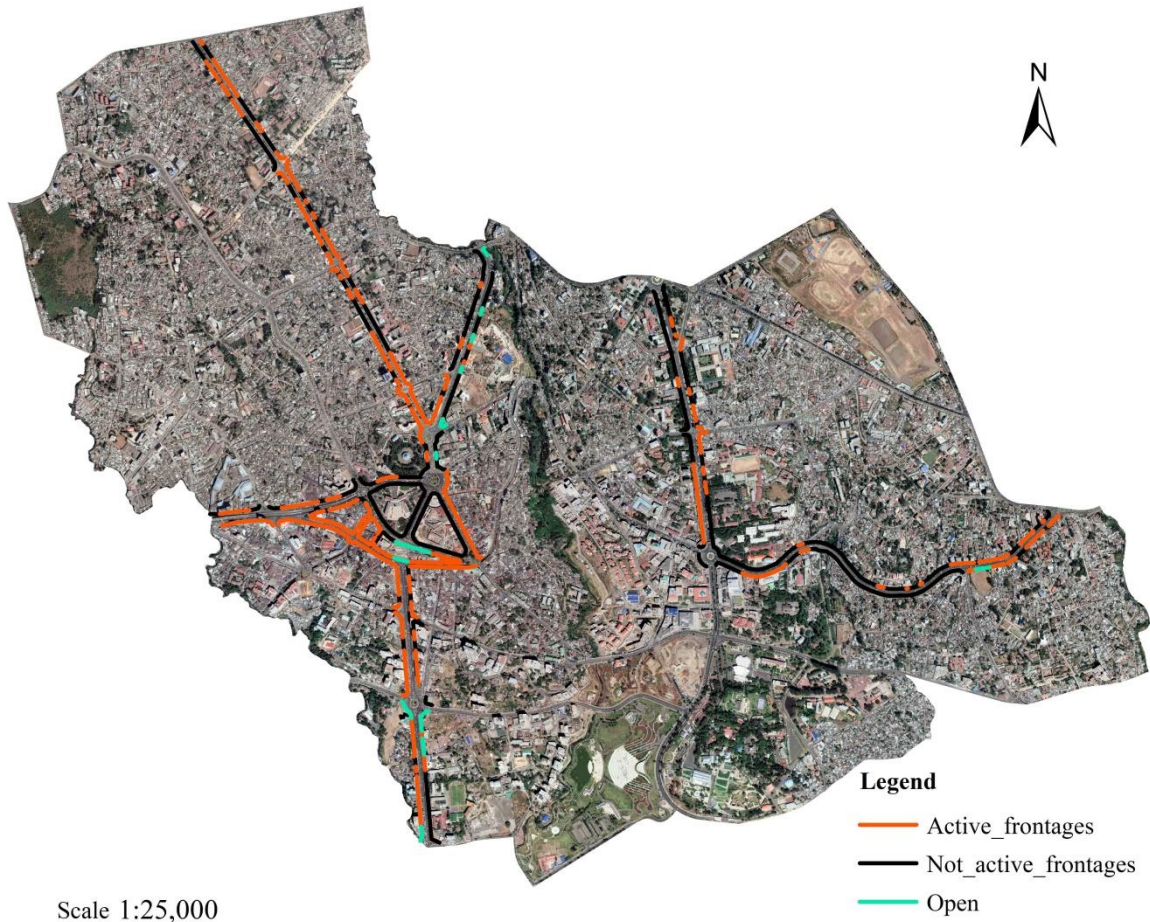 N
Legend
Active_frontages
Not_active_frontages
Open
Scale 1:25,000